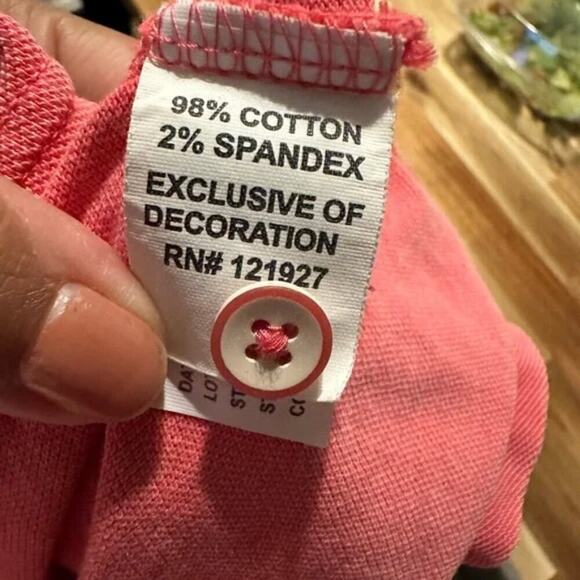 98% COTTON
2% SPANDEX
EXCLUSIVE OF
DECORATION
RN# 121927